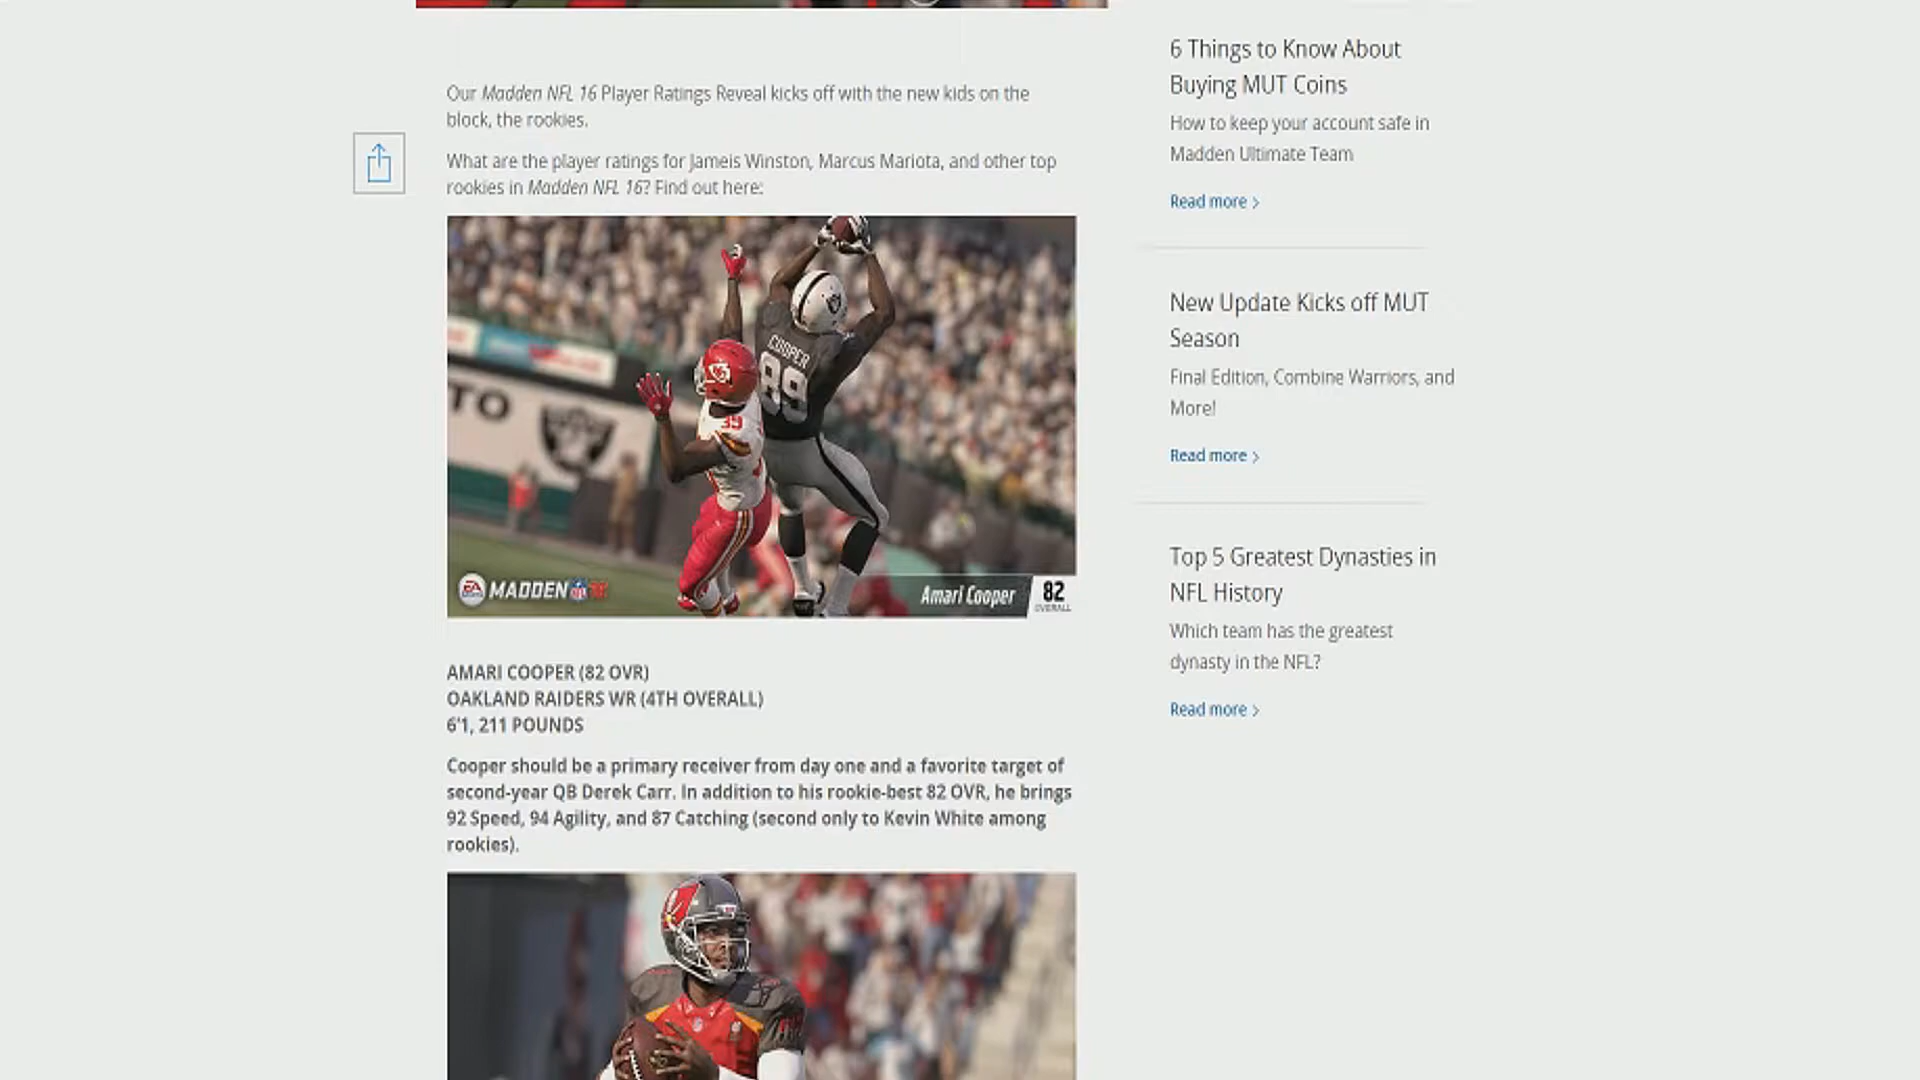 Our Madden NFL 16 Player Ratings Reveal kicks off with the new kids on the
block, the rookies.
What are the player ratings for Jameis Winston, Marcus Mariota, and other top
rookies in Madden NFL 16? Find out here:
COOPER
89
39
TO
EA
MADDEN NFL 16
Amari Cooper
82
OVERALL
AMARI COOPER (82 OVR)
OAKLAND RAIDERS WR (4TH OVERALL)
6'1, 211 POUNDS
Cooper should be a primary receiver from day one and a favorite target of
second-year QB Derek Carr. In addition to his rookie-best 82 OVR, he brings
92 Speed, 94 Agility, and 87 Catching (second only to Kevin White among
rookies).
6 Things to Know About
Buying MUT Coins
How to keep your account safe in
Madden Ultimate Team
Read more >
New Update Kicks off MUT
Season
Final Edition, Combine Warriors, and
More!
Read more >
Top 5 Greatest Dynasties in
NFL History
Which team has the greatest
dynasty in the NFL?
Read more >